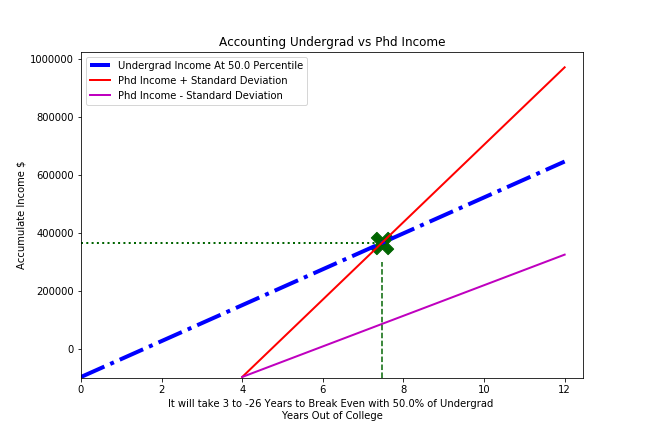 Accounting Undergrad vs Phd Income
1000000
800000
600000
400000
200000
0
Accumulate Income $
Undergrad Income At 50.0 Percentile
Phd Income + Standard Deviation
Phd Income - Standard Deviation
0 2 4 6 8 10 12
It will take 3 to -26 Years to Break Even with 50.0% of Undergrad
Years Out of College